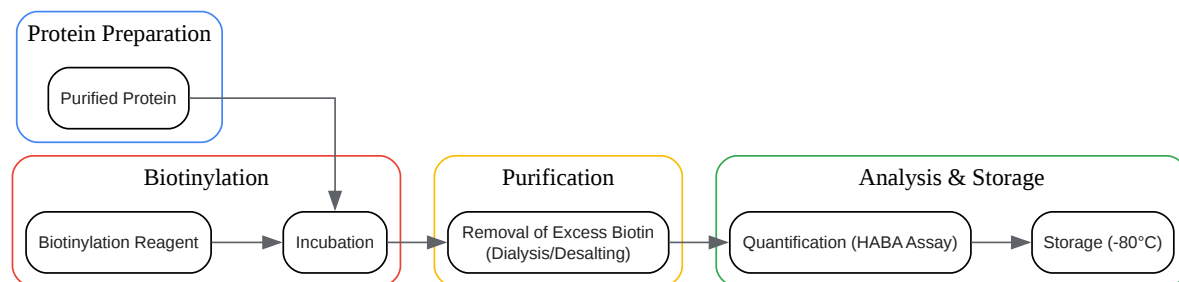 Protein Preparation
Purified Protein
Biotinylation
Biotinylation Reagent
Incubation
Purification
Removal of Excess Biotin
(Dialysis/Desalting)
Analysis & Storage
Quantification (HABA Assay)
Storage (-80°C)